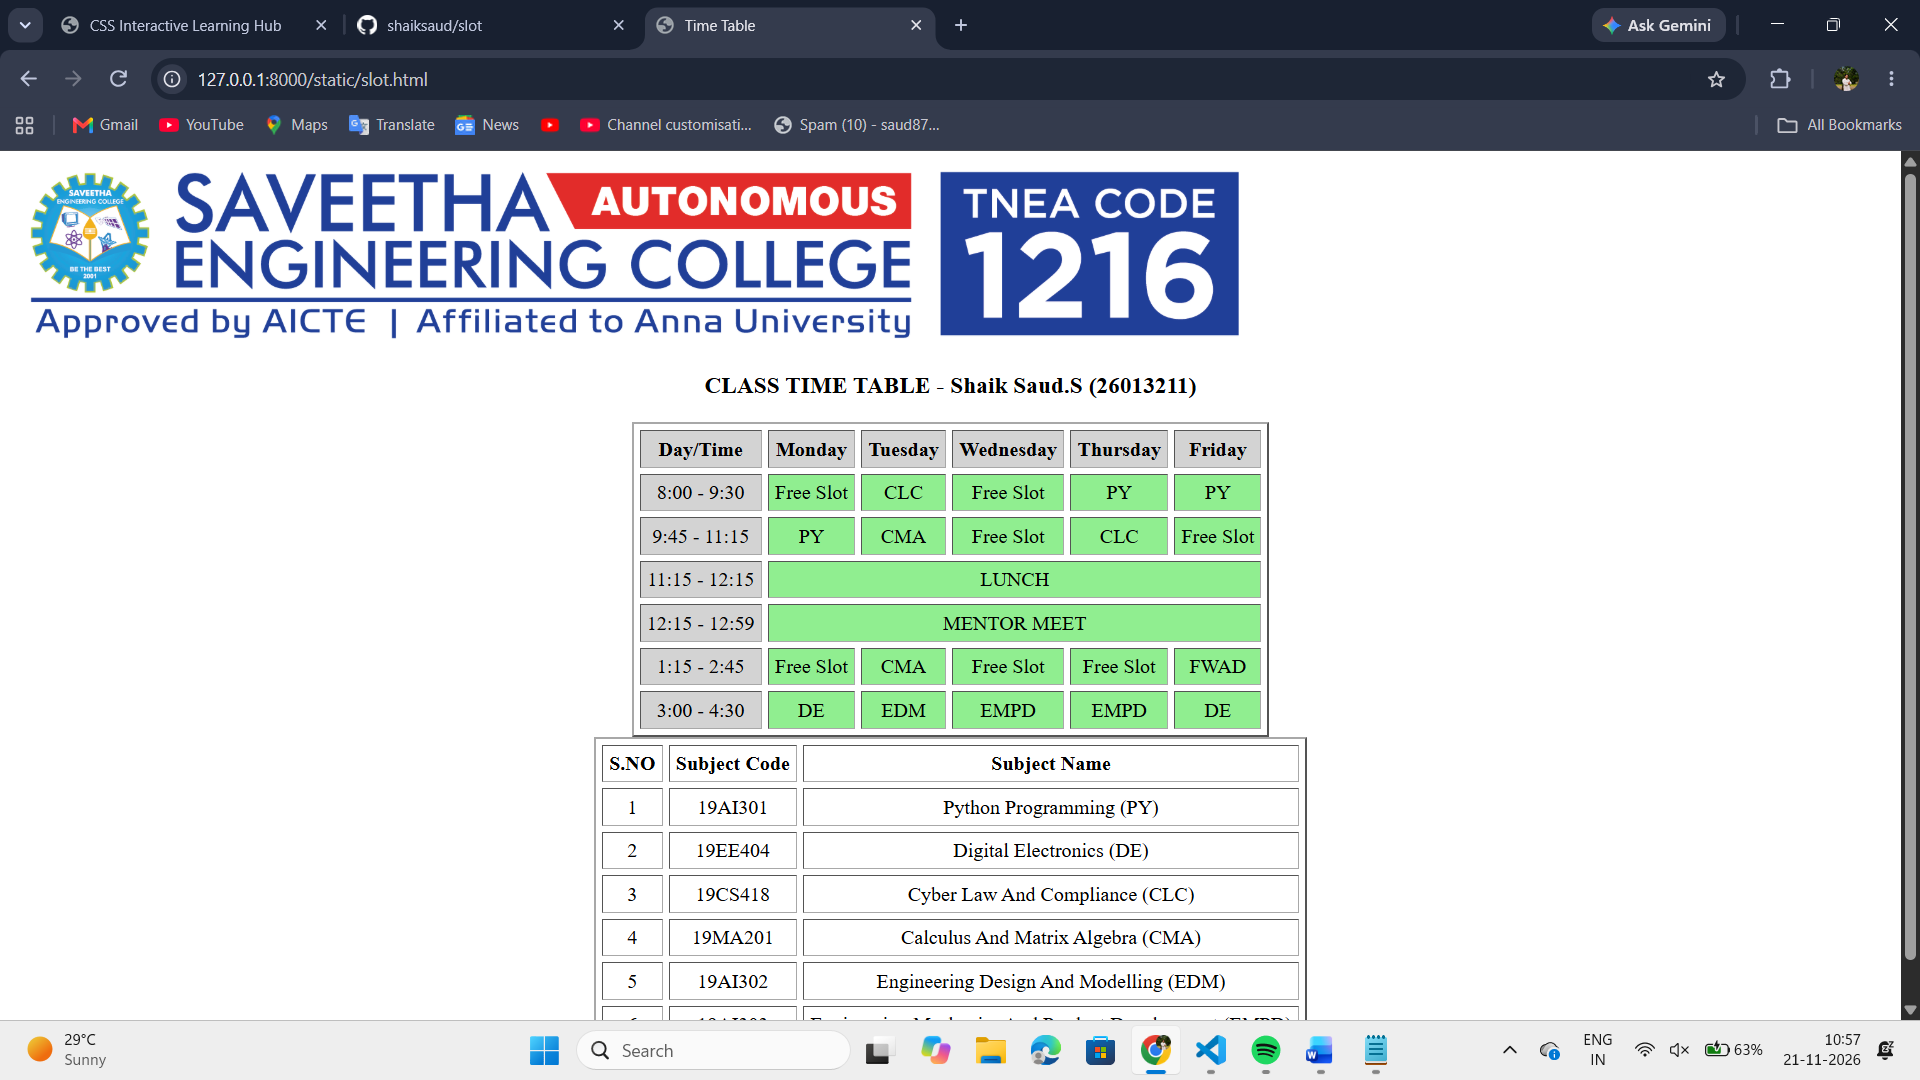 CSS Interactive Learning Hub
shaiksaud/slot
Time Table
Ask Gemini
127.0.0.1:8000/static/slot.html
Gmail
YouTube
Maps
Translate
News
Channel customisati...
Spam (10) - saud87...
All Bookmarks
SAVEETHA
ENGINEERING COLLEGE
BE THE BEST
2001
SAVEETHA AUTONOMOUS
ENGINEERING COLLEGE
Approved by AICTE | Affiliated to Anna University
TNEA CODE
1216
CLASS TIME TABLE - Shaik Saud.S (26013211)
Day/Time Monday Tuesday Wednesday Thursday Friday
8:00 - 9:30 Free Slot CLC Free Slot PY PY
9:45 - 11:15 PY CMA Free Slot CLC Free Slot
11:15 - 12:15 LUNCH
12:15 - 12:59 MENTOR MEET
1:15 - 2:45 Free Slot CMA Free Slot Free Slot FWAD
3:00 - 4:30 DE EDM EMPD EMPD DE
S.NO Subject Code Subject Name
1 19AI301 Python Programming (PY)
2 19EE404 Digital Electronics (DE)
3 19CS418 Cyber Law And Compliance (CLC)
4 19MA201 Calculus And Matrix Algebra (CMA)
5 19AI302 Engineering Design And Modelling (EDM)
29°C
Sunny
Search
ENG
IN
63%
10:57
21-11-2026